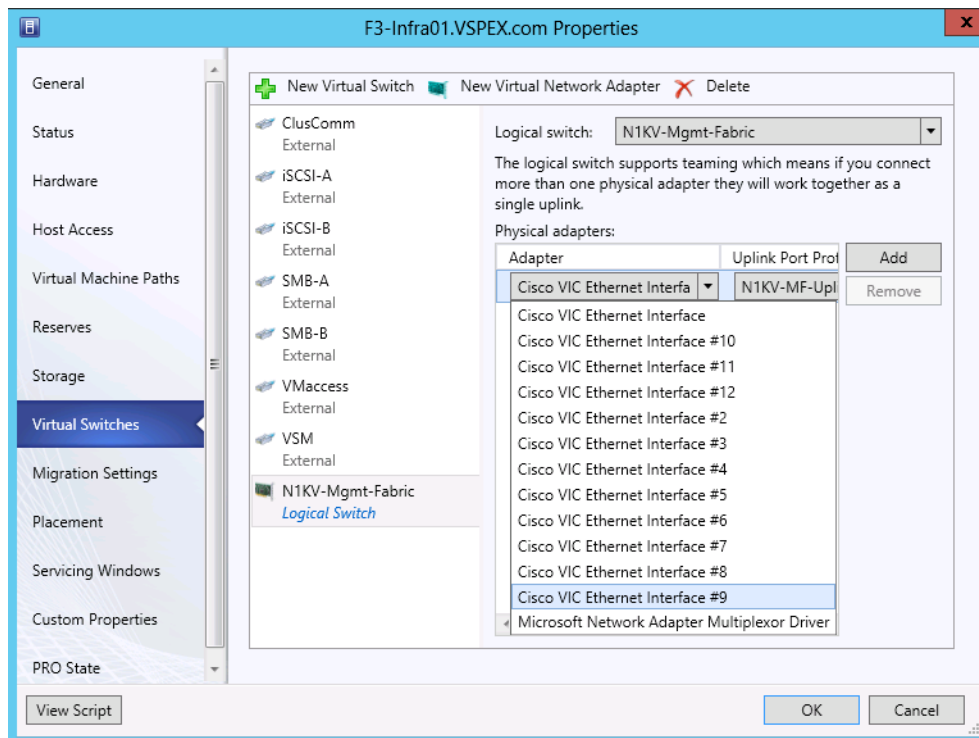 F3-Infra01.VSPEX.com Properties
x
General
Status
Hardware
Host Access
Virtual Machine Paths
Reserves
Storage
Virtual Switches
Migration Settings
Placement
Servicing Windows
Custom Properties
PRO State
New Virtual Switch New Virtual Network Adapter Delete
ClusComm
External
iSCSI-A
External
iSCSI-B
External
SMB-A
External
SMB-B
External
VMaccess
External
VSM
External
N1KV-Mgmt-Fabric
Logical Switch
Logical switch: N1KV-Mgmt-Fabric
The logical switch supports teaming which means if you connect
more than one physical adapter they will work together as a
single uplink.
Physical adapters:
Adapter Uplink Port Prof
Cisco VIC Ethernet Interfa N1KV-MF-Upl
Add
Remove
Cisco VIC Ethernet Interface
Cisco VIC Ethernet Interface #10
Cisco VIC Ethernet Interface #11
Cisco VIC Ethernet Interface #12
Cisco VIC Ethernet Interface #2
Cisco VIC Ethernet Interface #3
Cisco VIC Ethernet Interface #4
Cisco VIC Ethernet Interface #5
Cisco VIC Ethernet Interface #6
Cisco VIC Ethernet Interface #7
Cisco VIC Ethernet Interface #8
Cisco VIC Ethernet Interface #9
Microsoft Network Adapter Multiplexor Driver
View Script OK Cancel